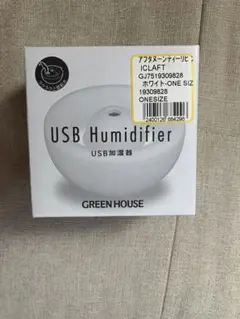 アフタヌーンティーリビ
ICLAFT
GJ7519309828
ホワイト-ONE SIZ
19309828
ONESIZE
USB Humidifier
USB加湿器
GREEN HOUSE